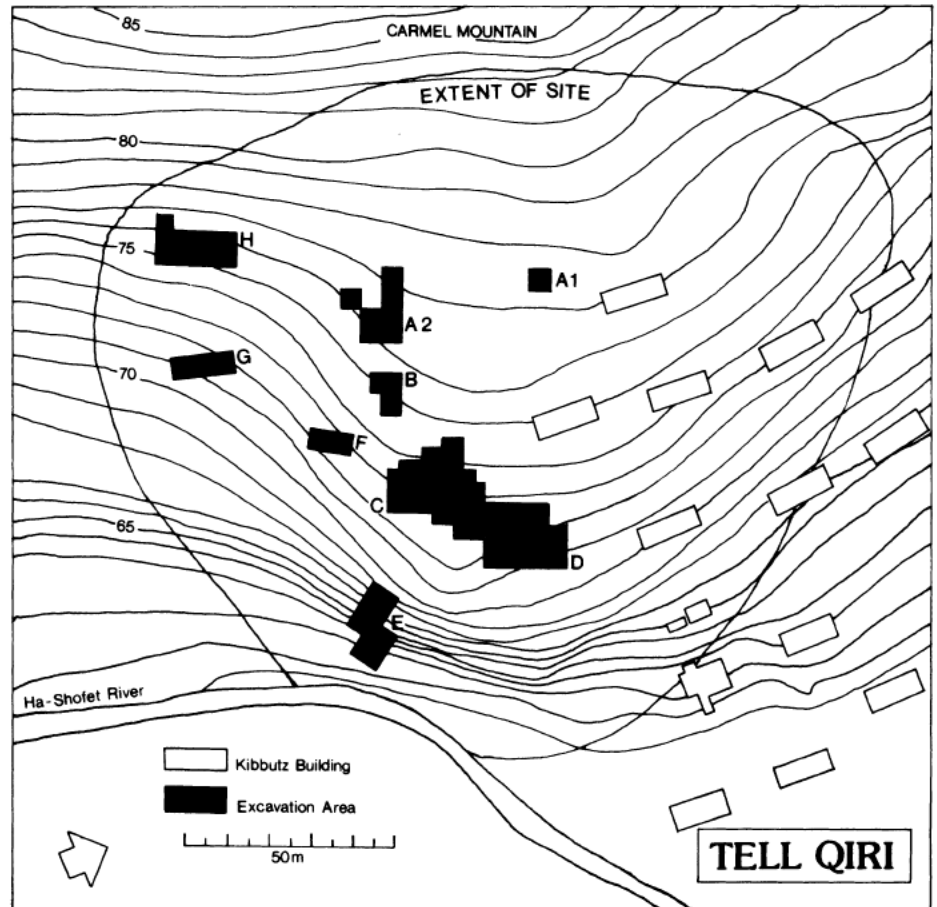 85
CARMEL MOUNTAIN
EXTENT OF SITE
80
75
H
A1
A2
G
B
70
F
C
D
65
E
Ha-Shofet River
Kibbutz Building
Excavation Area
50m
TELL QIRI